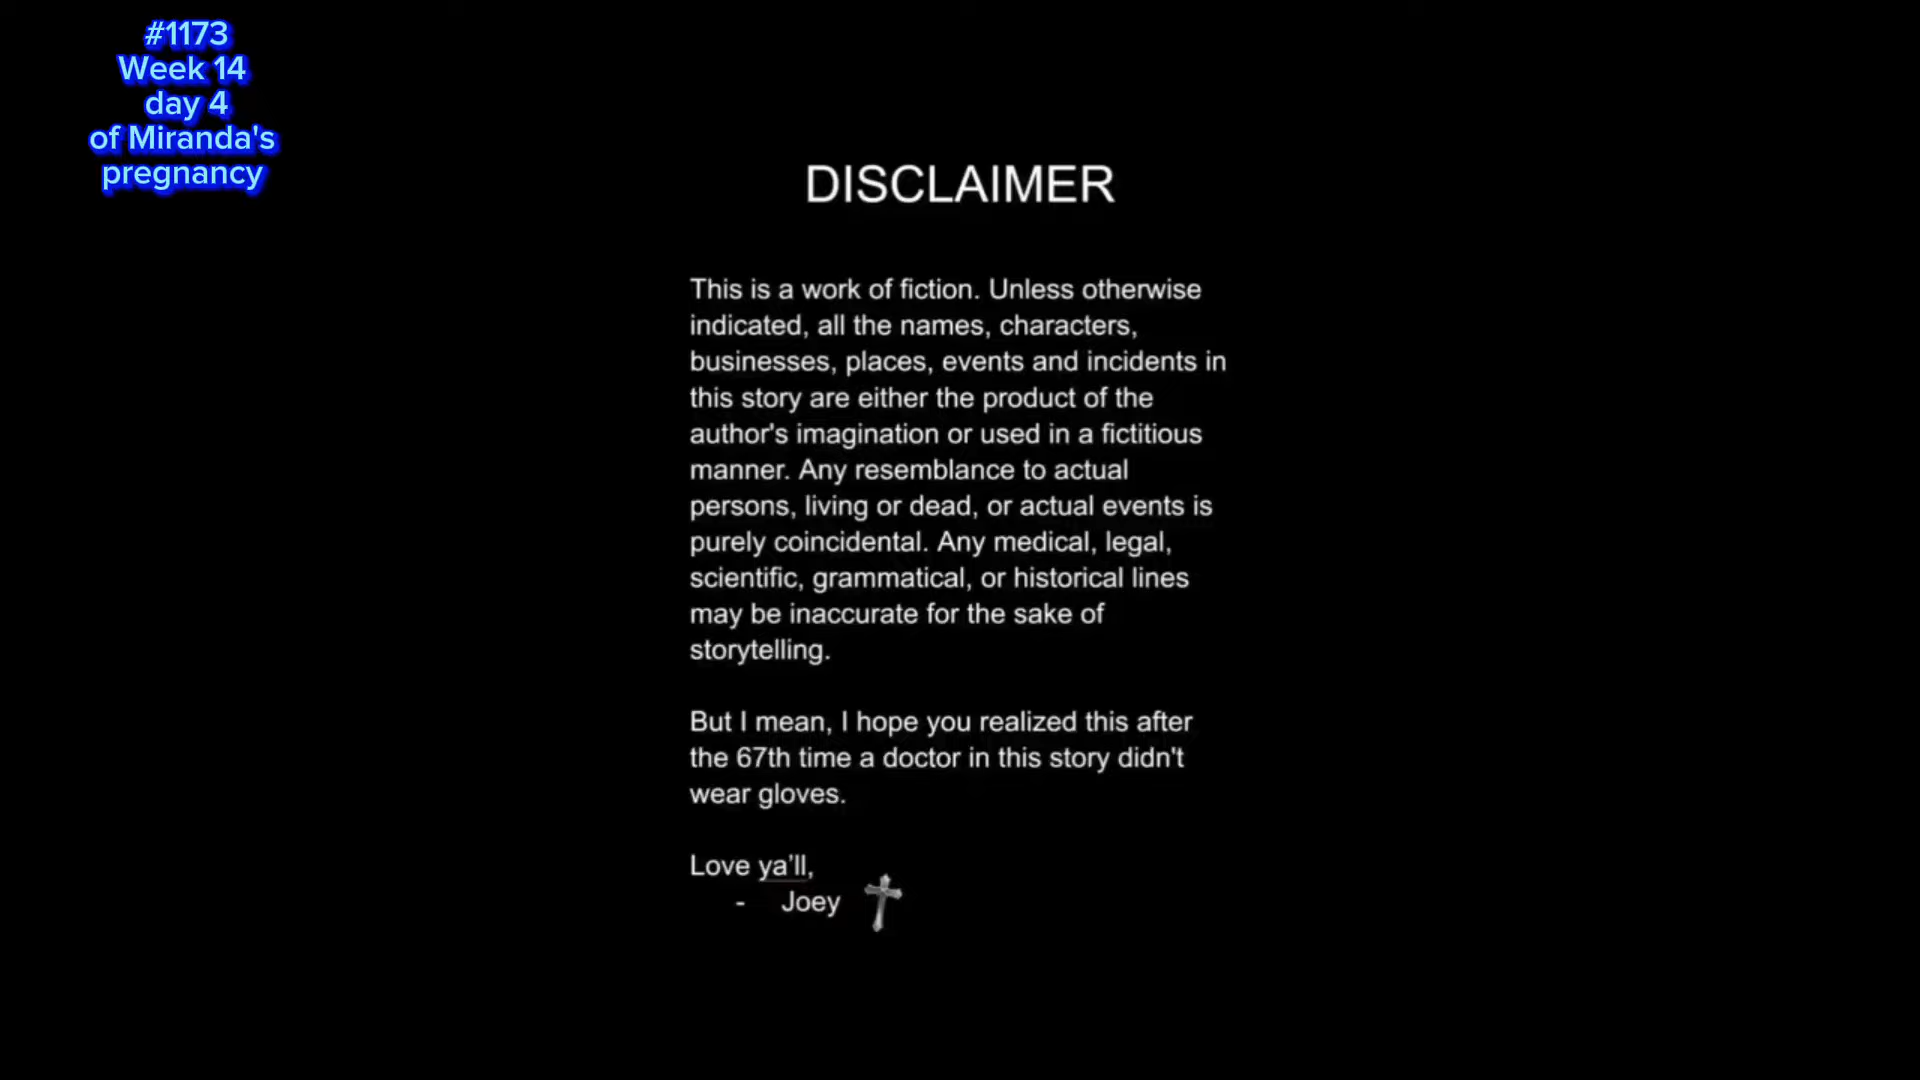 #1173
Week 14
day 4
of Miranda's
pregnancy
DISCLAIMER
This is a work of fiction. Unless otherwise
indicated, all the names, characters,
businesses, places, events and incidents in
this story are either the product of the
author's imagination or used in a fictitious
manner. Any resemblance to actual
persons, living or dead, or actual events is
purely coincidental. Any medical, legal,
scientific, grammatical, or historical lines
may be inaccurate for the sake of
storytelling.
But I mean, I hope you realized this after
the 67th time a doctor in this story didn't
wear gloves.
Love ya'll,
- Joey